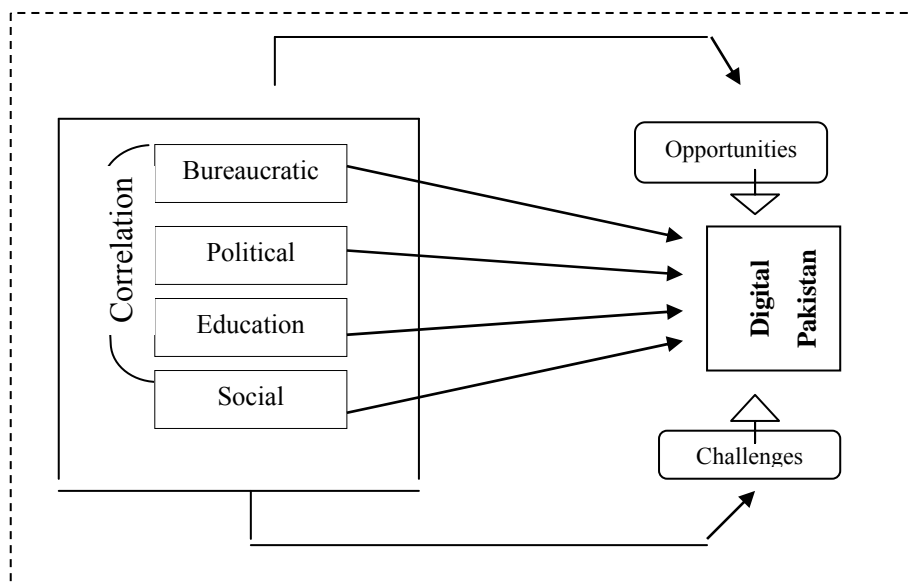 Correlation
Bureaucratic
Political
Education
Social
Opportunities
Digital
Pakistan
Challenges